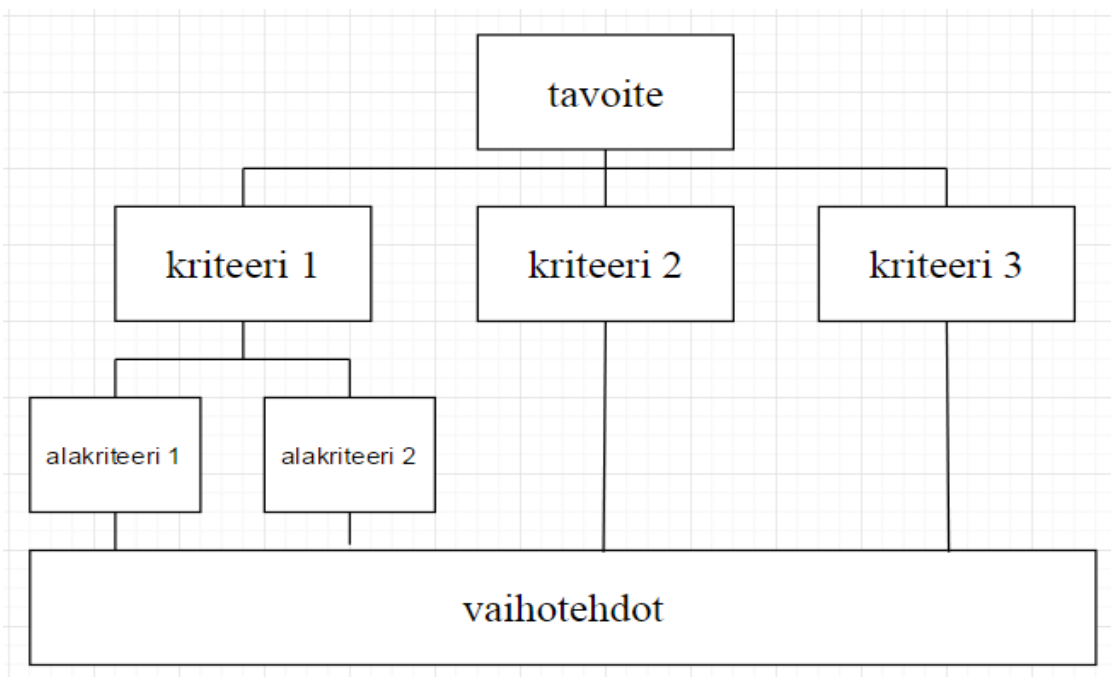 tavoite
kriteeri 1
kriteeri 2
kriteeri 3
alakriteeri 1
alakriteeri 2
vaihotehdot